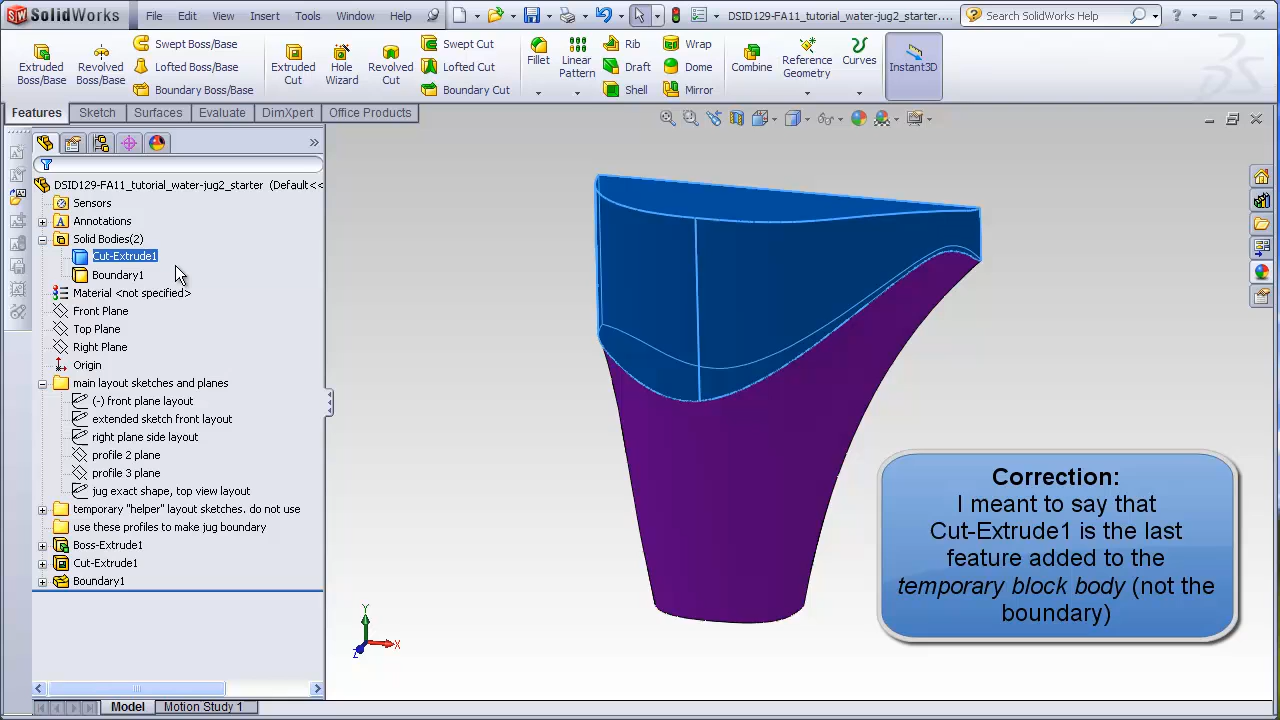 SolidWorks File Edit View Insert Tools Window Help DSID129-FA11_tutorial_water-jug2_starter.... Search SolidWorks Help
Extruded Boss/Base
Revolved Boss/Base
Swept Boss/Base
Lofted Boss/Base
Boundary Boss/Base
Extruded Cut
Hole Wizard
Revolved Cut
Swept Cut
Lofted Cut
Boundary Cut
Fillet
Linear Pattern
Rib
Draft
Shell
Wrap
Dome
Mirror
Combine
Reference Geometry
Curves
Instant3D
Features Sketch Surfaces Evaluate DimXpert Office Products
DSID129-FA11_tutorial_water-jug2_starter (Default<<
Sensors
Annotations
Solid Bodies(2)
Cut-Extrude1
Boundary1
Material <not specified>
Front Plane
Top Plane
Right Plane
Origin
main layout sketches and planes
(-) front plane layout
extended sketch front layout
right plane side layout
profile 2 plane
profile 3 plane
jug exact shape, top view layout
temporary "helper" layout sketches. do not use
use these profiles to make jug boundary
Boss-Extrude1
Cut-Extrude1
Boundary1
Correction:
I meant to say that
Cut-Extrude1 is the last
feature added to the
temporary block body (not the
boundary)
Y
X
Z
Model Motion Study 1